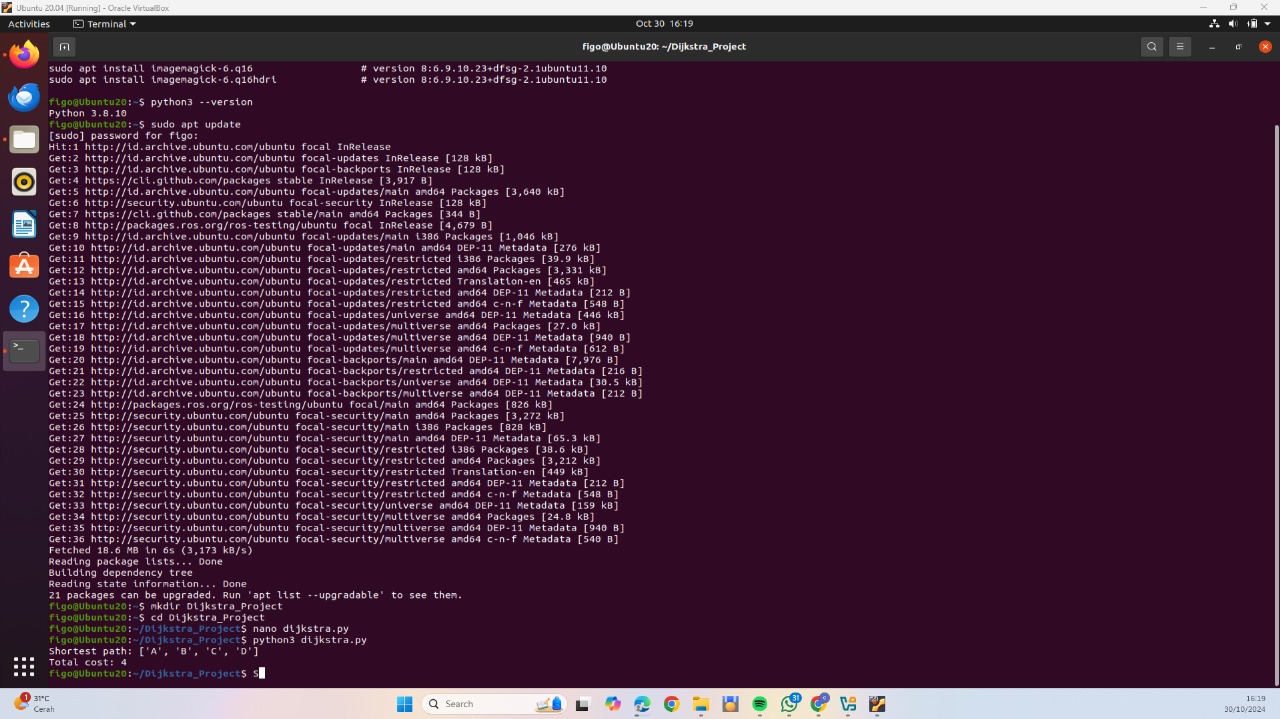 Ubuntu 20.04 [Running] - Oracle VirtualBox
Activities
Terminal
Oct 30 16:19
figo@Ubuntu20: ~/Dijkstra_Project
sudo apt install imagemagick-6.q16 # version 8:6.9.10.23+dfsg-2.1ubuntu11.10
sudo apt install imagemagick-6.q16hdri # version 8:6.9.10.23+dfsg-2.1ubuntu11.10
figo@Ubuntu20:~$ python3 --version
Python 3.8.10
figo@Ubuntu20:~$ sudo apt update
[sudo] password for figo:
Hit:1 http://id.archive.ubuntu.com/ubuntu focal InRelease
Get:2 http://id.archive.ubuntu.com/ubuntu focal-updates InRelease [128 kB]
Get:3 http://id.archive.ubuntu.com/ubuntu focal-backports InRelease [128 kB]
Get:4 https://cli.github.com/packages stable InRelease [3,917 B]
Get:5 http://id.archive.ubuntu.com/ubuntu focal-updates/main amd64 Packages [3,640 kB]
Get:6 http://security.ubuntu.com/ubuntu focal-security InRelease [128 kB]
Get:7 https://cli.github.com/packages stable/main amd64 Packages [344 B]
Get:8 http://packages.ros.org/ros-testing/ubuntu focal InRelease [4,679 B]
Get:9 http://id.archive.ubuntu.com/ubuntu focal-updates/main i386 Packages [1,046 kB]
Get:10 http://id.archive.ubuntu.com/ubuntu focal-updates/main amd64 DEP-11 Metadata [276 kB]
Get:11 http://id.archive.ubuntu.com/ubuntu focal-updates/restricted i386 Packages [39.9 kB]
Get:12 http://id.archive.ubuntu.com/ubuntu focal-updates/restricted amd64 Packages [3,331 kB]
Get:13 http://id.archive.ubuntu.com/ubuntu focal-updates/restricted Translation-en [465 kB]
Get:14 http://id.archive.ubuntu.com/ubuntu focal-updates/restricted amd64 DEP-11 Metadata [212 B]
Get:15 http://id.archive.ubuntu.com/ubuntu focal-updates/restricted amd64 c-n-f Metadata [548 B]
Get:16 http://id.archive.ubuntu.com/ubuntu focal-updates/universe amd64 DEP-11 Metadata [446 kB]
Get:17 http://id.archive.ubuntu.com/ubuntu focal-updates/multiverse amd64 Packages [27.0 kB]
Get:18 http://id.archive.ubuntu.com/ubuntu focal-updates/multiverse amd64 DEP-11 Metadata [940 B]
Get:19 http://id.archive.ubuntu.com/ubuntu focal-updates/multiverse amd64 c-n-f Metadata [612 B]
Get:20 http://id.archive.ubuntu.com/ubuntu focal-backports/main amd64 DEP-11 Metadata [7,976 B]
Get:21 http://id.archive.ubuntu.com/ubuntu focal-backports/restricted amd64 DEP-11 Metadata [216 B]
Get:22 http://id.archive.ubuntu.com/ubuntu focal-backports/universe amd64 DEP-11 Metadata [30.5 kB]
Get:23 http://id.archive.ubuntu.com/ubuntu focal-backports/multiverse amd64 DEP-11 Metadata [212 B]
Get:24 http://packages.ros.org/ros-testing/ubuntu focal/main amd64 Packages [826 kB]
Get:25 http://security.ubuntu.com/ubuntu focal-security/main amd64 Packages [3,272 kB]
Get:26 http://security.ubuntu.com/ubuntu focal-security/main i386 Packages [828 kB]
Get:27 http://security.ubuntu.com/ubuntu focal-security/main amd64 DEP-11 Metadata [65.3 kB]
Get:28 http://security.ubuntu.com/ubuntu focal-security/restricted i386 Packages [38.6 kB]
Get:29 http://security.ubuntu.com/ubuntu focal-security/restricted amd64 Packages [3,212 kB]
Get:30 http://security.ubuntu.com/ubuntu focal-security/restricted Translation-en [449 kB]
Get:31 http://security.ubuntu.com/ubuntu focal-security/restricted amd64 DEP-11 Metadata [212 B]
Get:32 http://security.ubuntu.com/ubuntu focal-security/restricted amd64 c-n-f Metadata [548 B]
Get:33 http://security.ubuntu.com/ubuntu focal-security/universe amd64 DEP-11 Metadata [159 kB]
Get:34 http://security.ubuntu.com/ubuntu focal-security/multiverse amd64 Packages [24.8 kB]
Get:35 http://security.ubuntu.com/ubuntu focal-security/multiverse amd64 DEP-11 Metadata [940 B]
Get:36 http://security.ubuntu.com/ubuntu focal-security/multiverse amd64 c-n-f Metadata [540 B]
Fetched 18.6 MB in 6s (3,173 kB/s)
Reading package lists... Done
Building dependency tree
Reading state information... Done
21 packages can be upgraded. Run 'apt list --upgradable' to see them.
figo@Ubuntu20:~$ mkdir Dijkstra_Project
figo@Ubuntu20:~$ cd Dijkstra_Project
figo@Ubuntu20:~/Dijkstra_Project$ nano dijkstra.py
figo@Ubuntu20:~/Dijkstra_Project$ python3 dijkstra.py
Shortest path: ['A', 'B', 'C', 'D']
Total cost: 4
figo@Ubuntu20:~/Dijkstra_Project$ S
1
31°C
Cerah
Search
31
16:19
30/10/2024